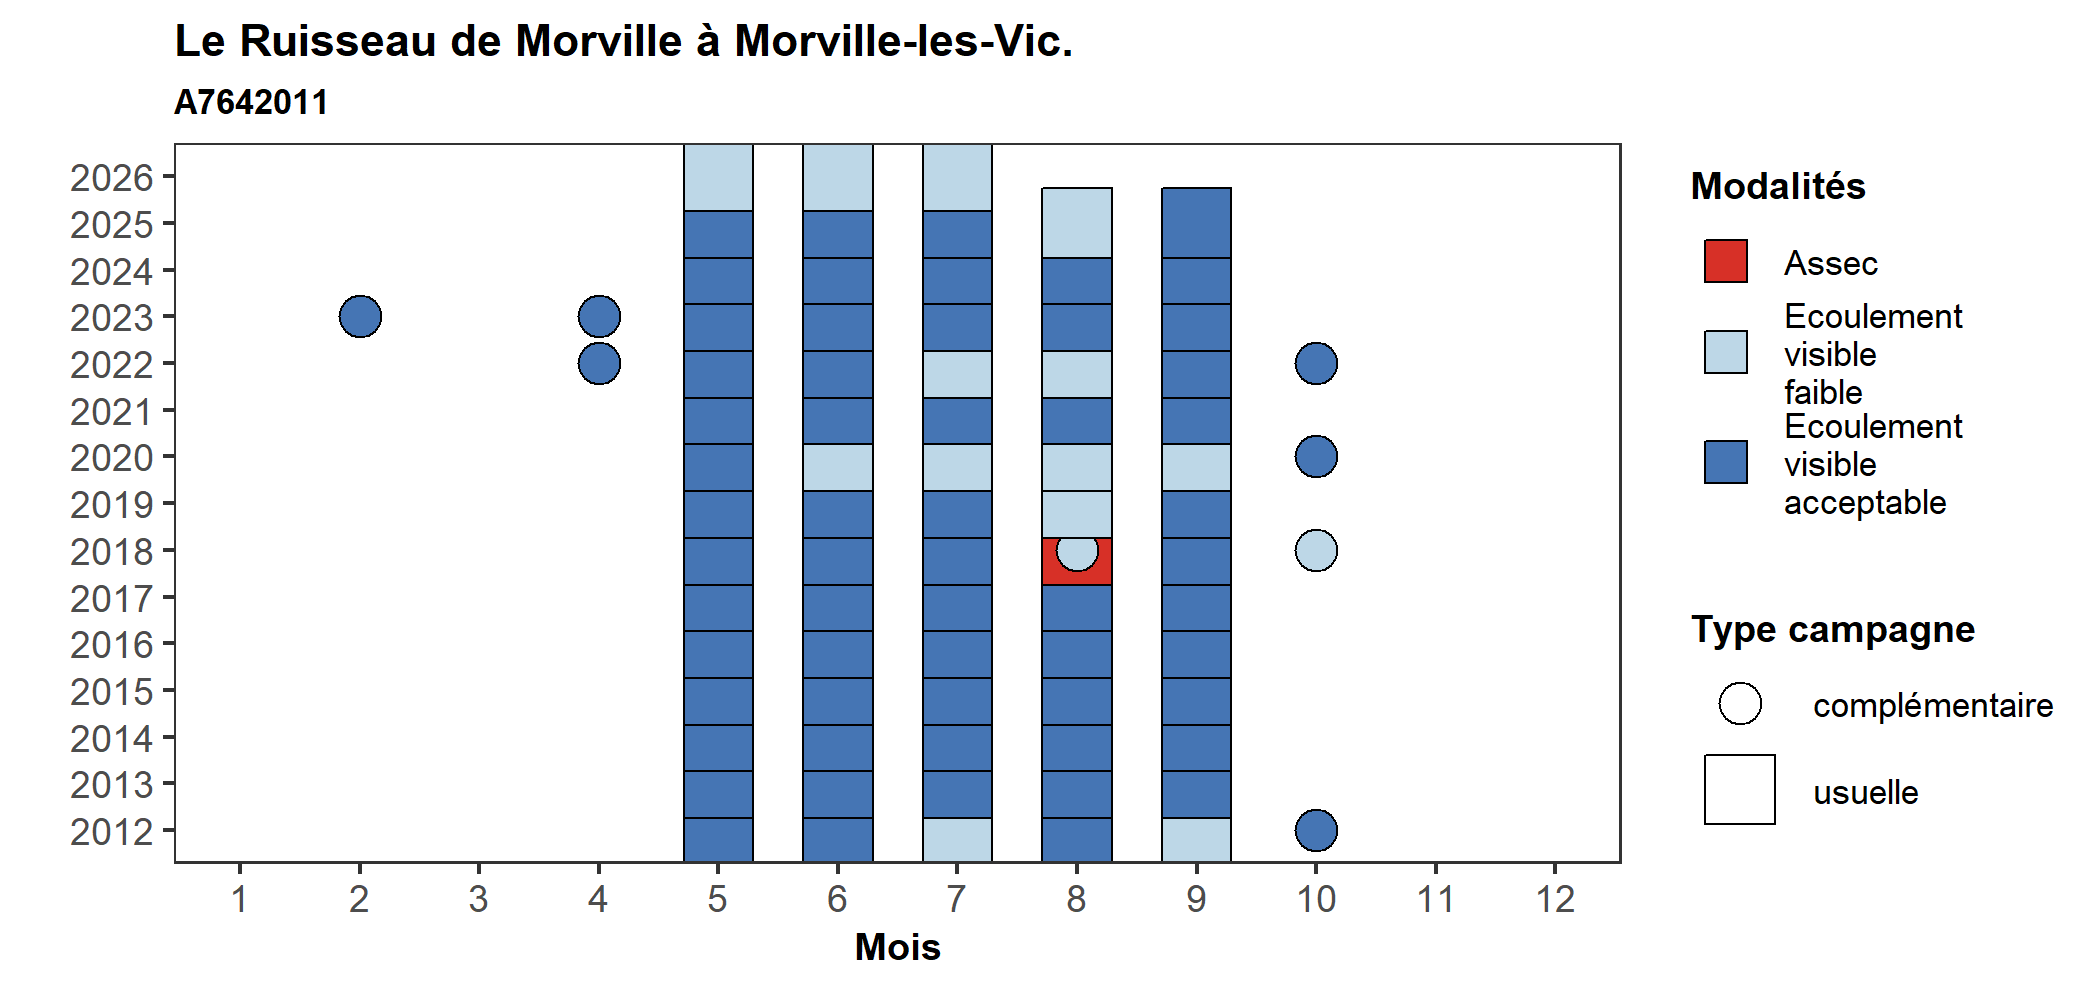 Le Ruisseau de Morville à Morville-les-Vic.
A7642011
2026
2025
2024
2023
2022
2021
2020
2019
2018
2017
2016
2015
2014
2013
2012
1 2 3 4 5 6 7 8 9 10 11 12
Mois
Modalités
Assec
Ecoulement
visible
faible
Ecoulement
visible
acceptable
Type campagne
complémentaire
usuelle